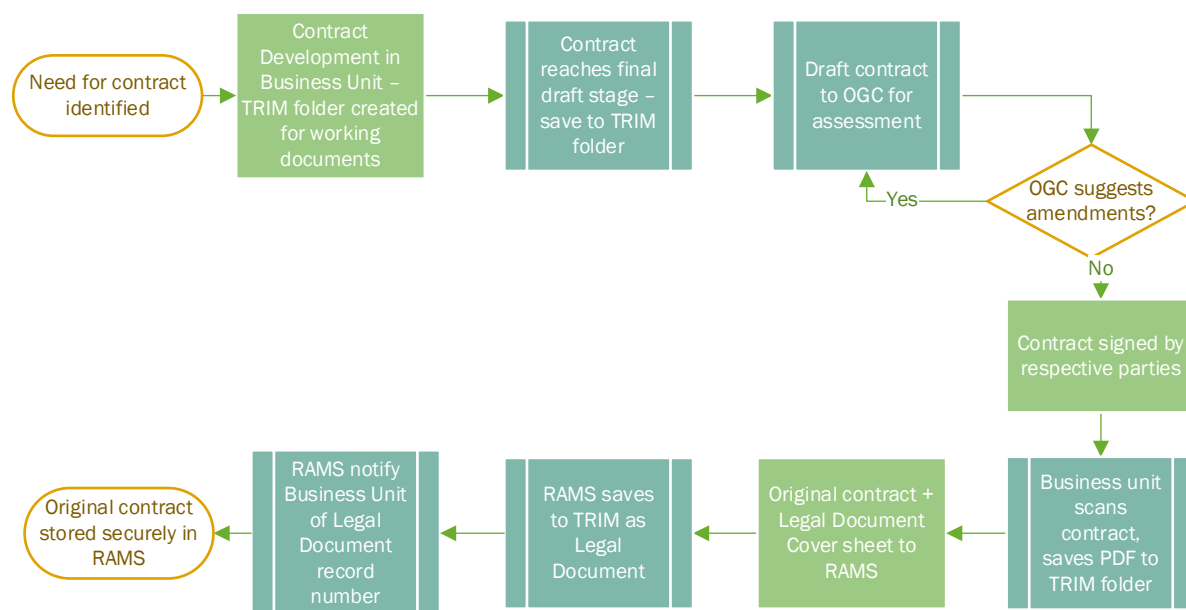 Need for contract
identified
Contract
Development in
Business Unit –
TRIM folder created
for working
documents
Contract
reaches final
draft stage –
save to TRIM
folder
Draft contract
to OGC for
assessment
OGC suggests
amendments?
Yes
No
Contract signed by
respective parties
Business unit
scans
contract,
saves PDF to
TRIM folder
Original contract +
Legal Document
Cover sheet to
RAMS
RAMS saves
to TRIM as
Legal
Document
RAMS notify
Business Unit
of Legal
Document
record
number
Original contract
stored securely in
RAMS